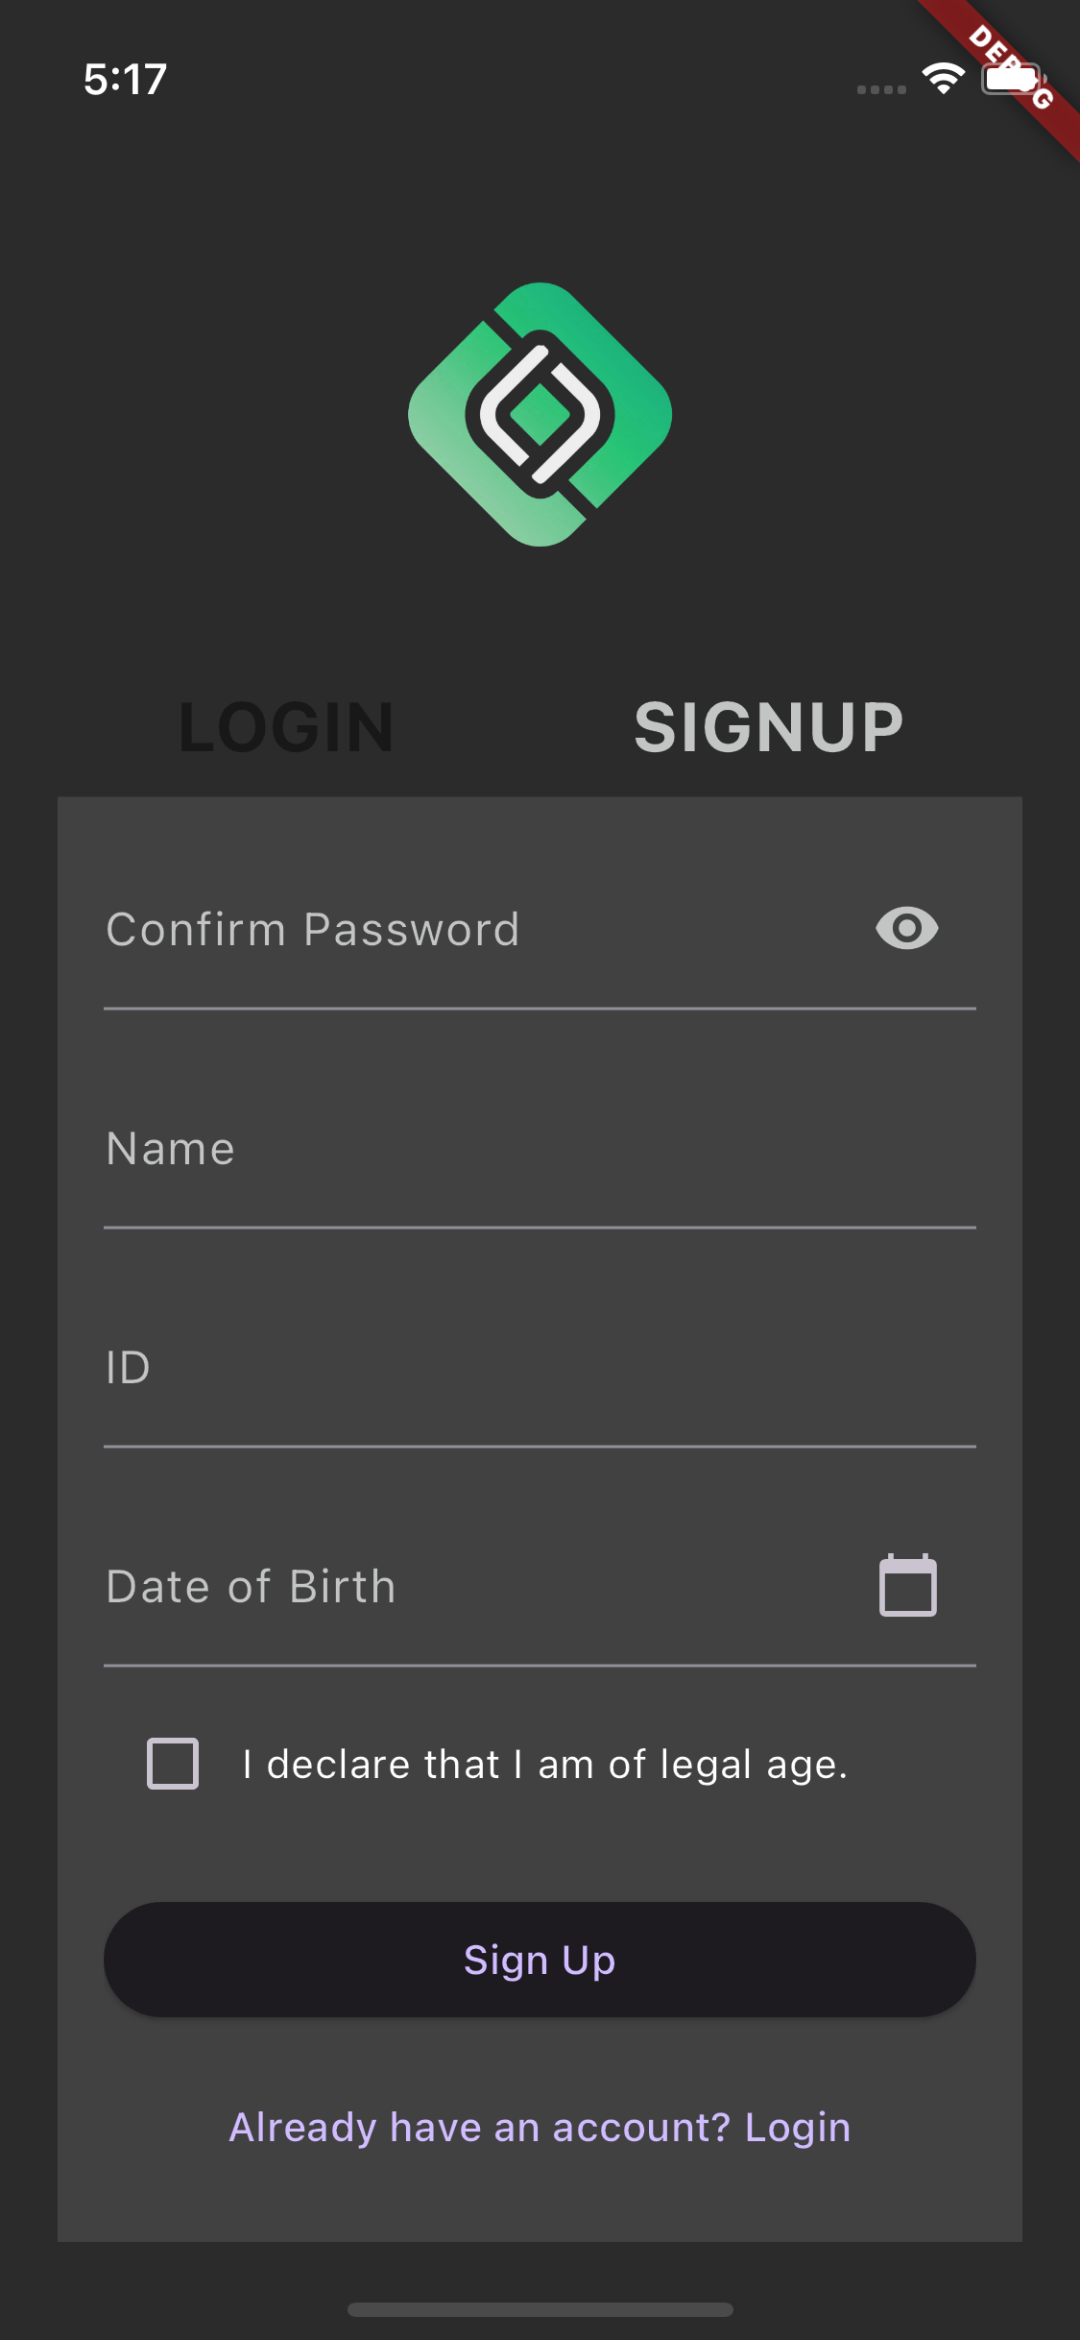 5:17
DEBUG
LOGIN
SIGNUP
Confirm Password
Name
ID
Date of Birth
I declare that I am of legal age.
Sign Up
Already have an account? Login